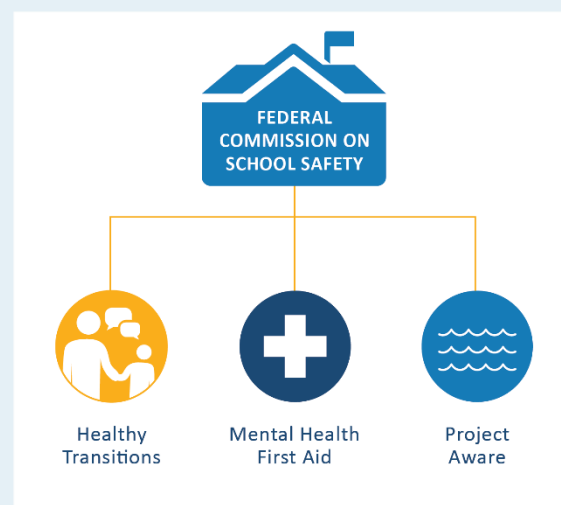 FEDERAL
COMMISSION ON
SCHOOL SAFETY
Healthy
Transitions
Mental Health
First Aid
Project
Aware